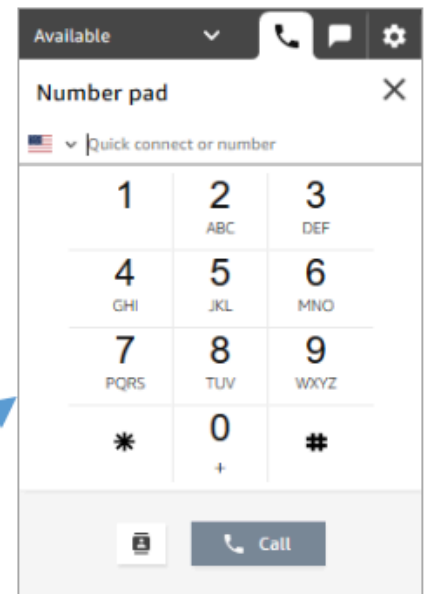 Available
Number pad
Quick connect or number
1 2 3
ABC DEF
4 5 6
GHI JKL MNO
7 8 9
PQRS TUV WXYZ
* 0 #
+
Call